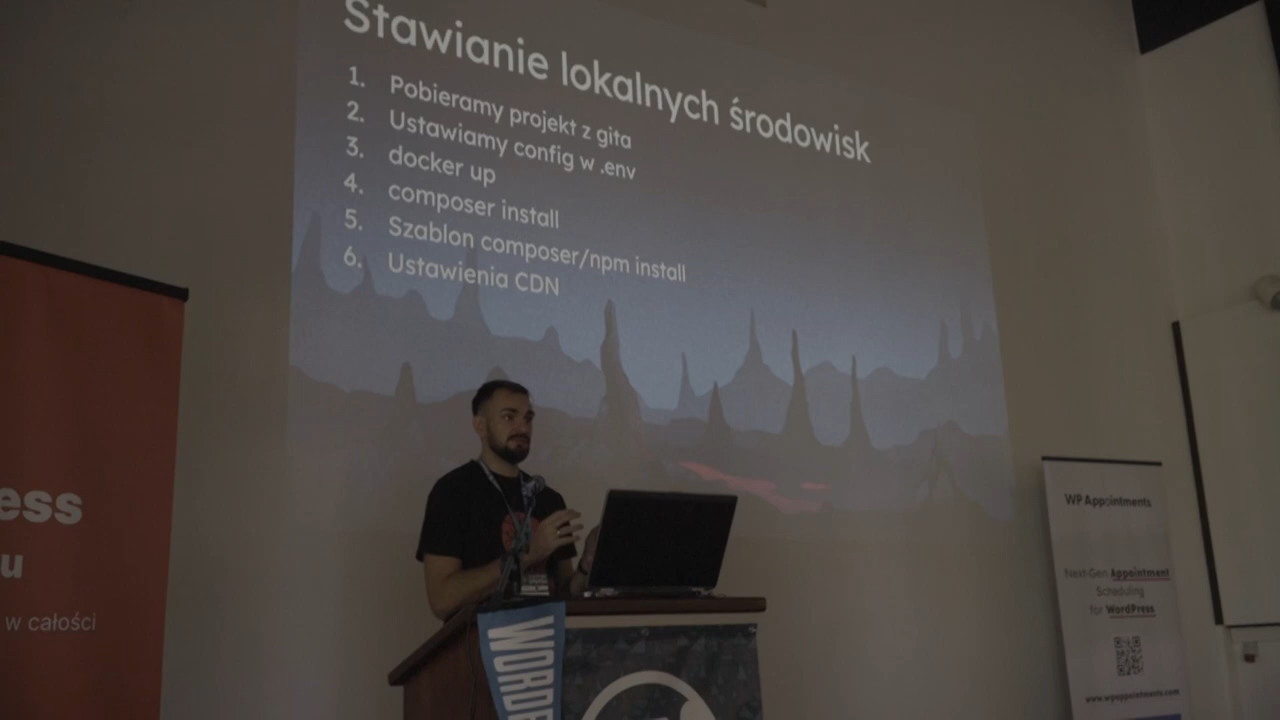 Stawianie lokalnych środowisk
1. Pobieramy projekt z gita
2. Ustawiamy config w .env
3. docker up
4. composer install
5. Szablon composer/npm install
6. Ustawienia CDN
ess
u
w całości
WORDP
WP Appointments
Next-Gen Appointment
Scheduling
for WordPress
www.wpappointments.com